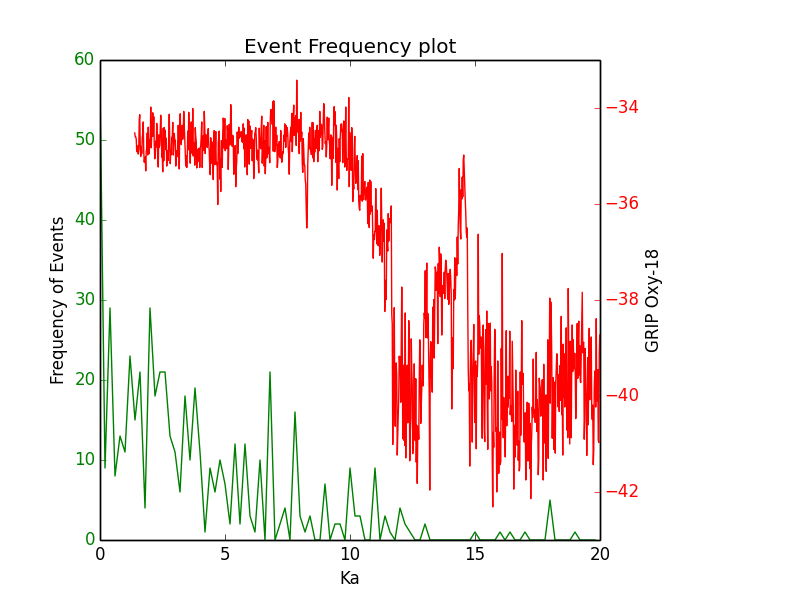 Event Frequency plot
60
50
40
30
20
10
0
Frequency of Events
−34
−36
−38
−40
−42
GRIP Oxy-18
0 5 10 15 20
Ka